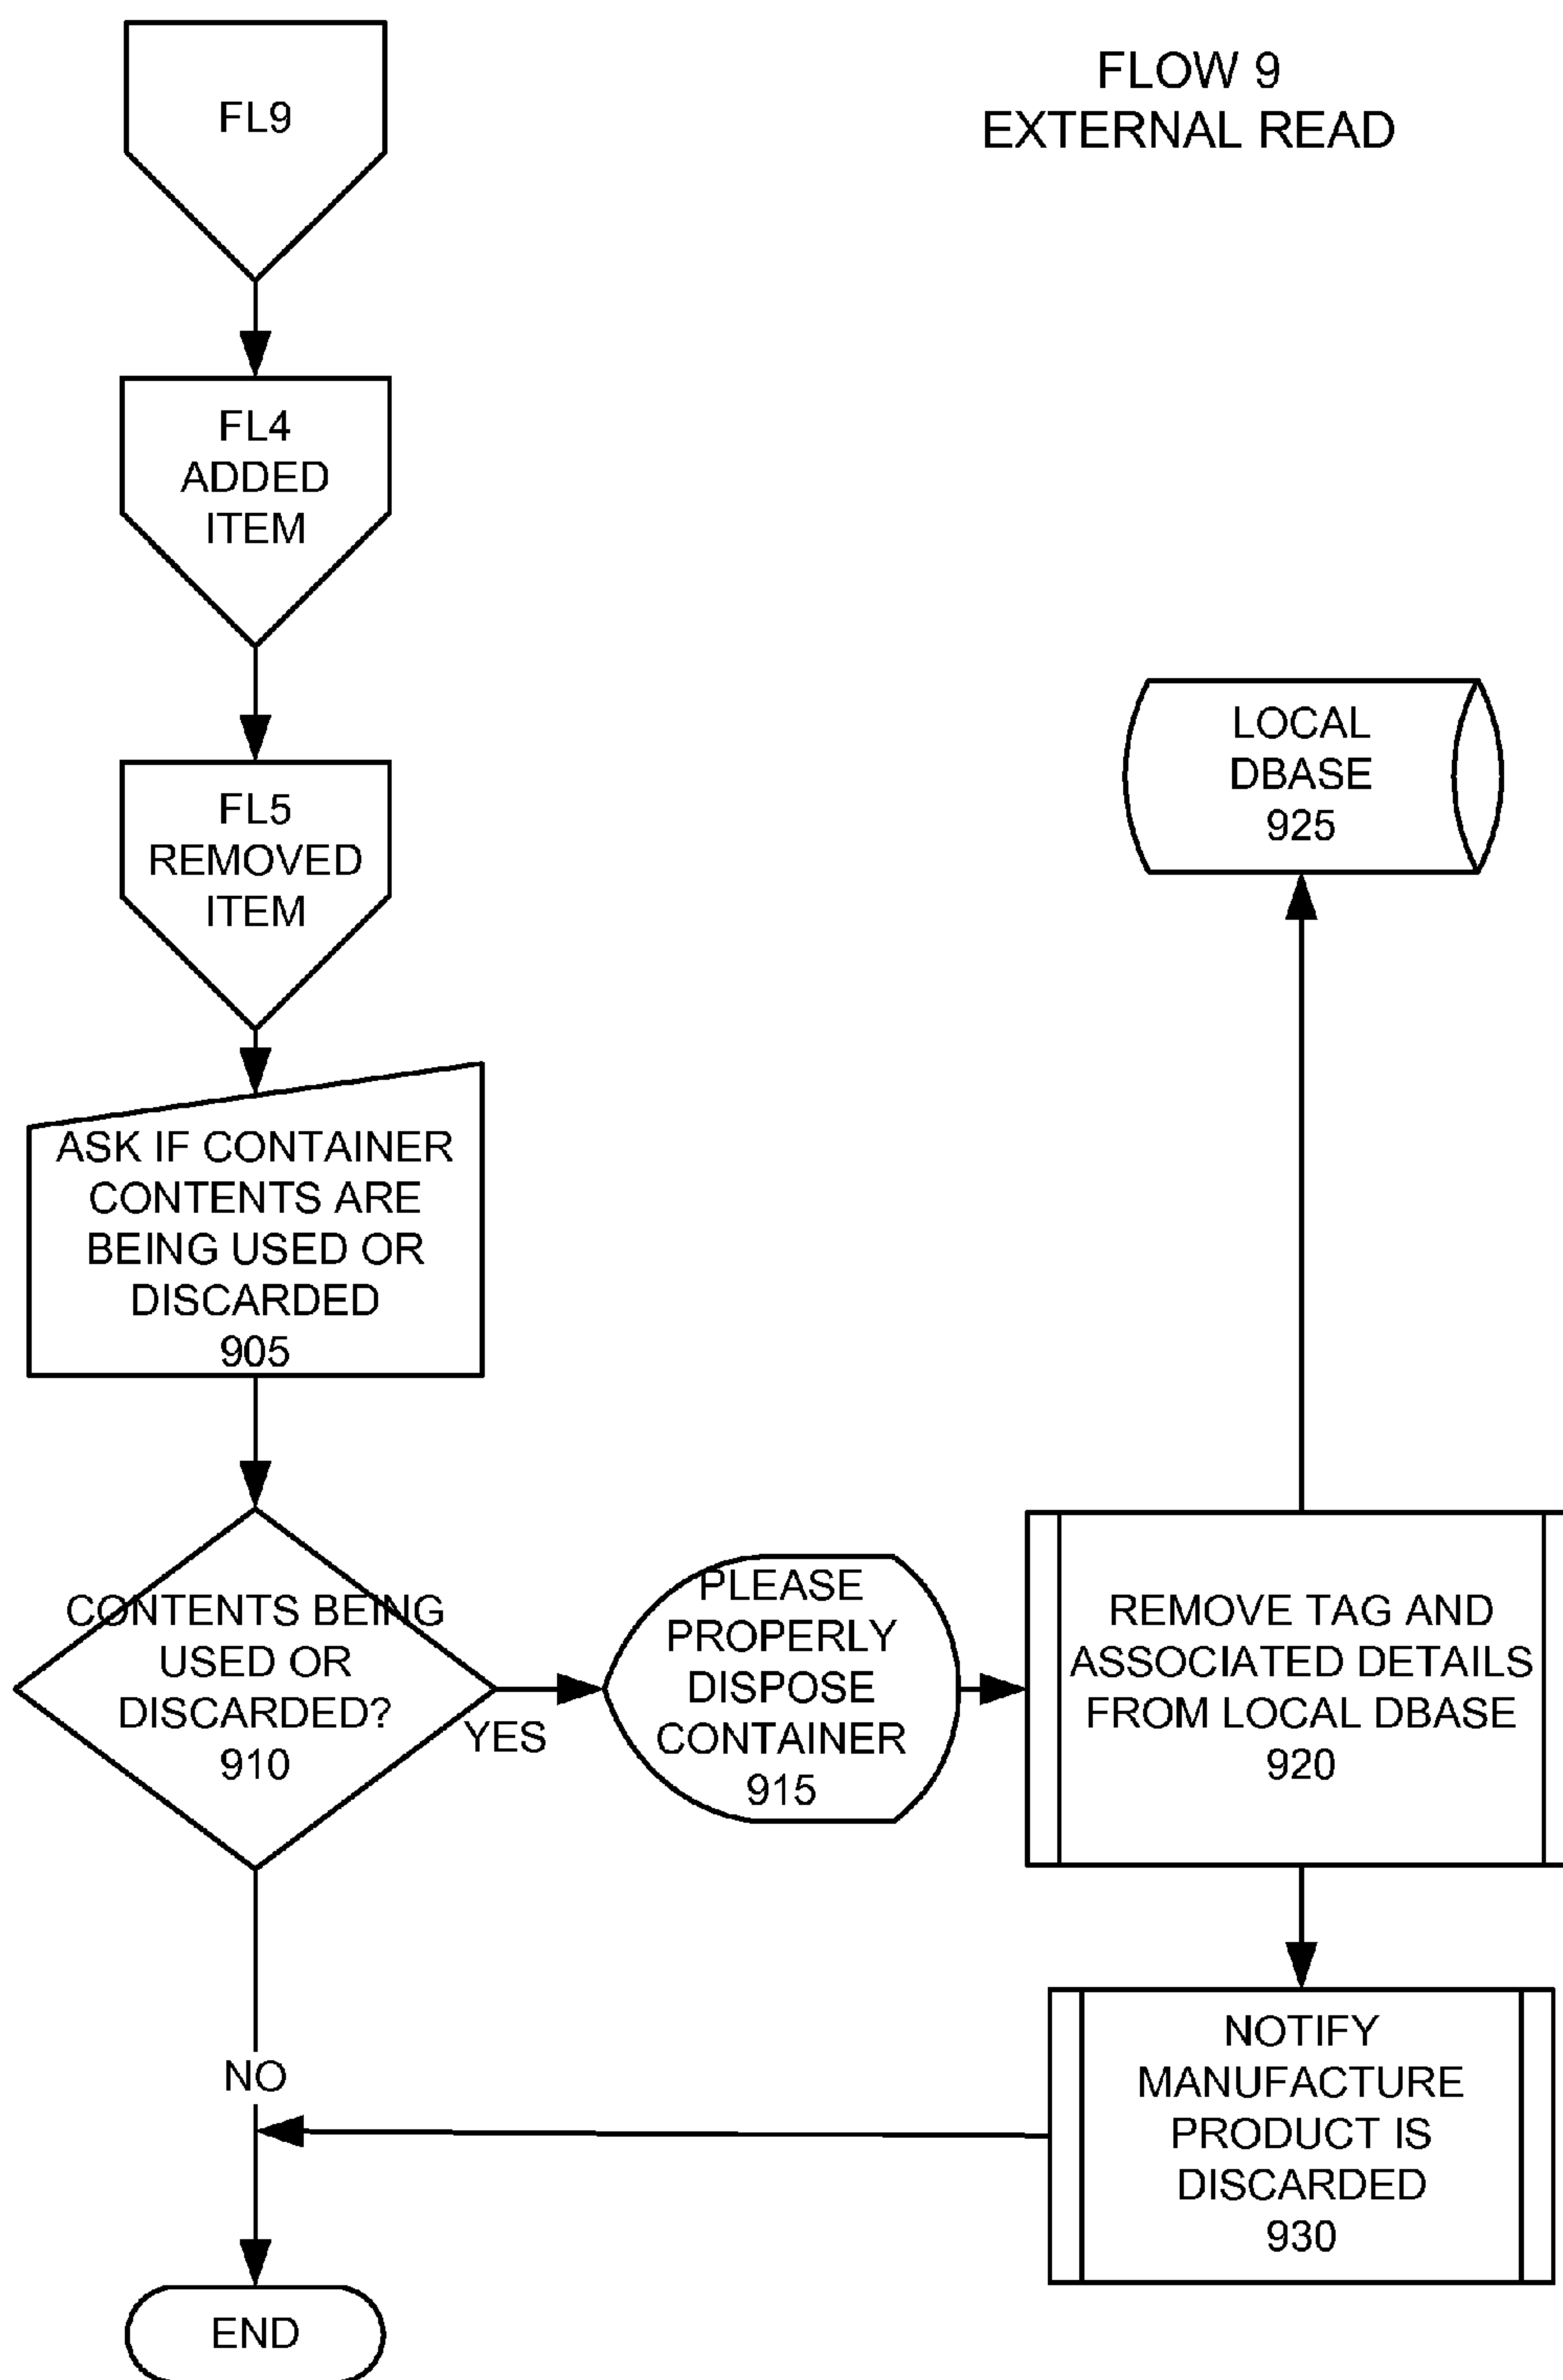 FLOW 9
EXTERNAL READ
FL9
FL4
ADDED
ITEM
FL5
REMOVED
ITEM
LOCAL
DBASE
925
ASK IF CONTAINER
CONTENTS ARE
BEING USED OR
DISCARDED
905
CONTENTS BEING
USED OR
DISCARDED?
910
YES
PLEASE
PROPERLY
DISPOSE
CONTAINER
915
REMOVE TAG AND
ASSOCIATED DETAILS
FROM LOCAL DBASE
920
NO
NOTIFY
MANUFACTURE
PRODUCT IS
DISCARDED
930
END